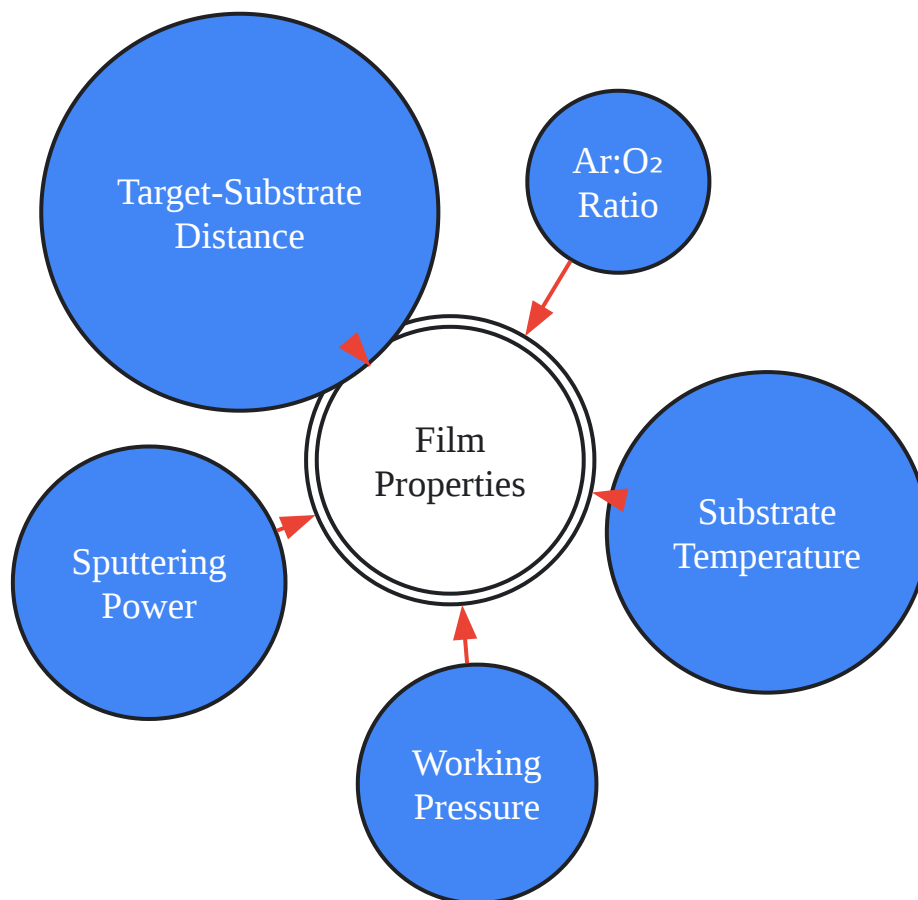 Target-Substrate
Distance
Ar:O₂
Ratio
Film
Properties
Substrate
Temperature
Sputtering
Power
Working
Pressure